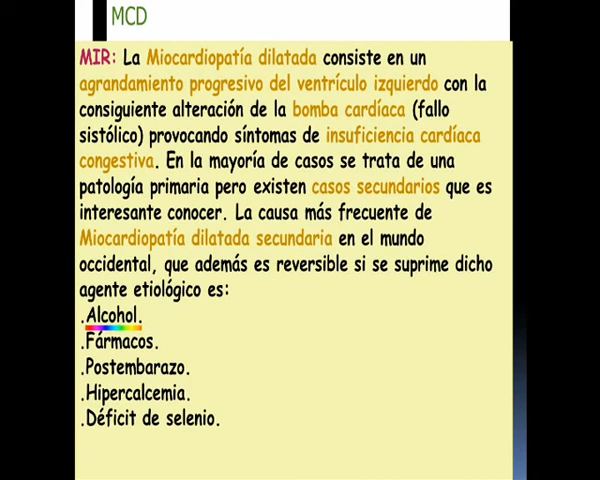 MCD
MIR: La Miocardiopatía dilatada consiste en un
agrandamiento progresivo del ventrículo izquierdo con la
consiguiente alteración de la bomba cardíaca (fallo
sistólico) provocando síntomas de insuficiencia cardíaca
congestiva. En la mayoría de casos se trata de una
patología primaria pero existen casos secundarios que es
interesante conocer. La causa más frecuente de
Miocardiopatía dilatada secundaria en el mundo
occidental, que además es reversible si se suprime dicho
agente etiológico es:
.Alcohol.
.Fármacos.
.Postembarazo.
.Hipercalcemia.
.Déficit de selenio.